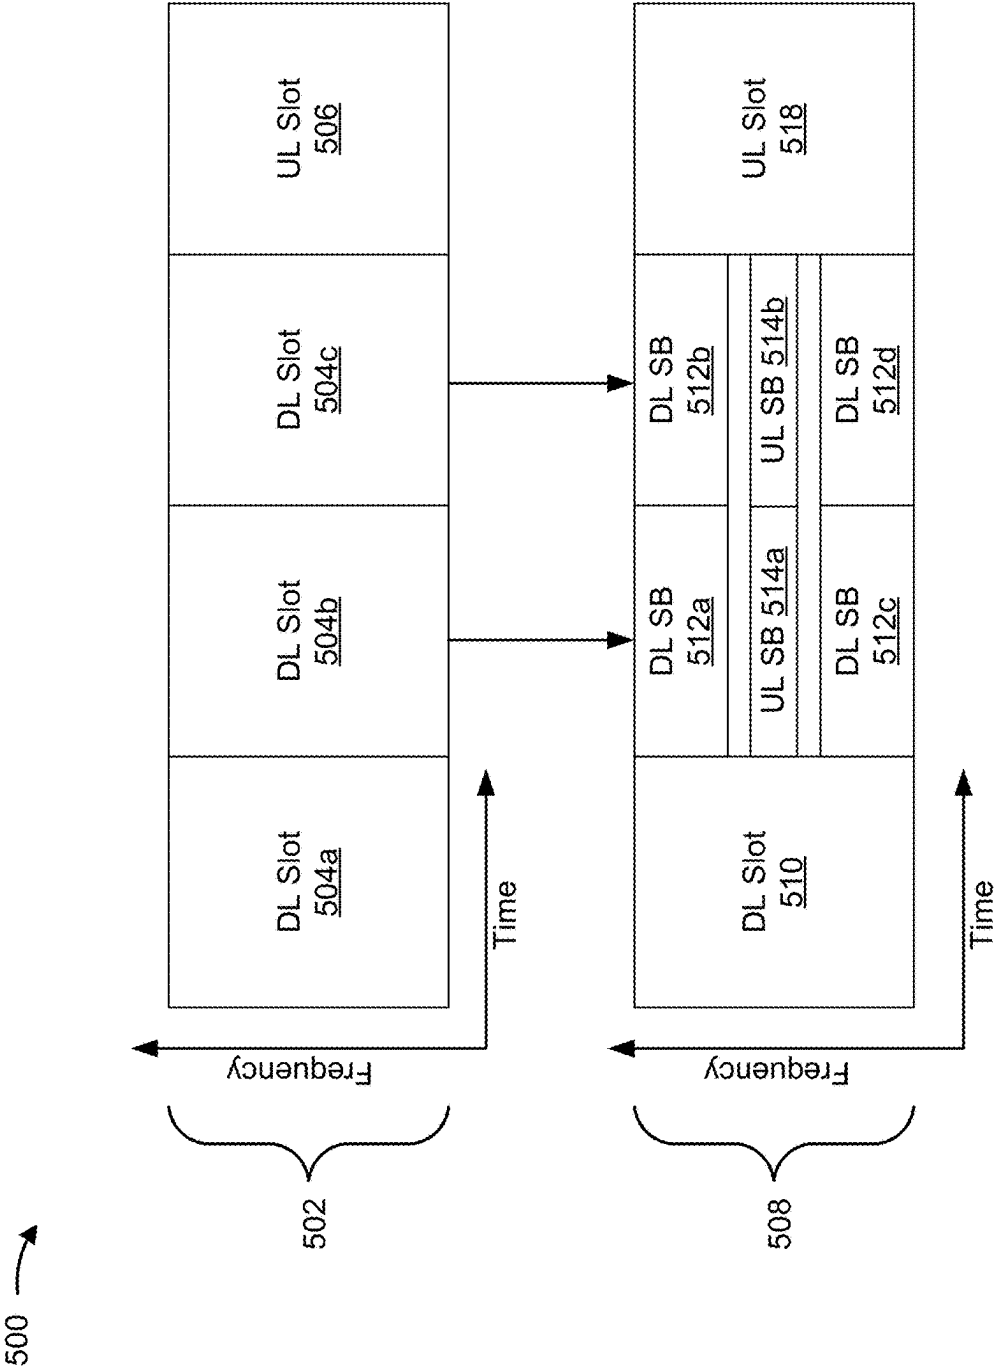 500
502
Frequency
DL Slot
504a
DL Slot
504b
DL Slot
504c
UL Slot
506
Time
508
Frequency
DL Slot
510
DL SB
512a
DL SB
512b
UL SB 514a
UL SB 514b
DL SB
512c
DL SB
512d
UL Slot
518
Time